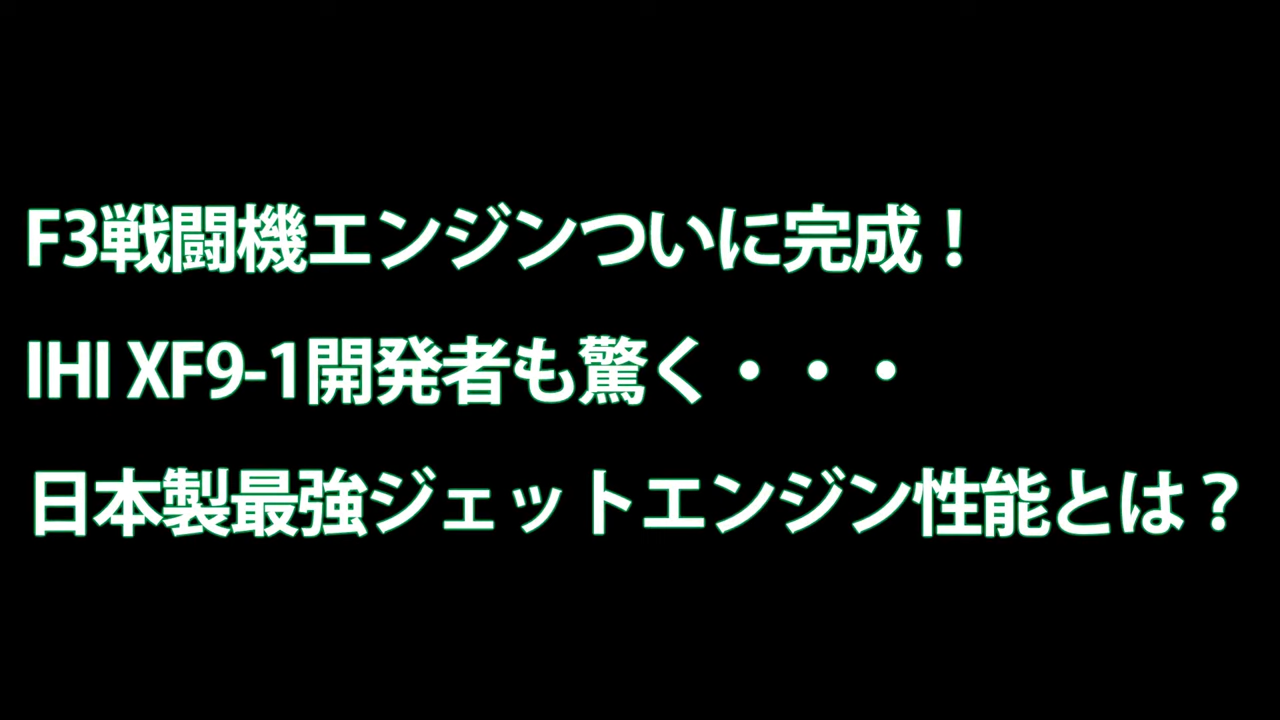 F3戦闘機エンジンついに完成！
IHI XF9-1開発者も驚く・・・
日本製最強ジェットエンジン性能とは？